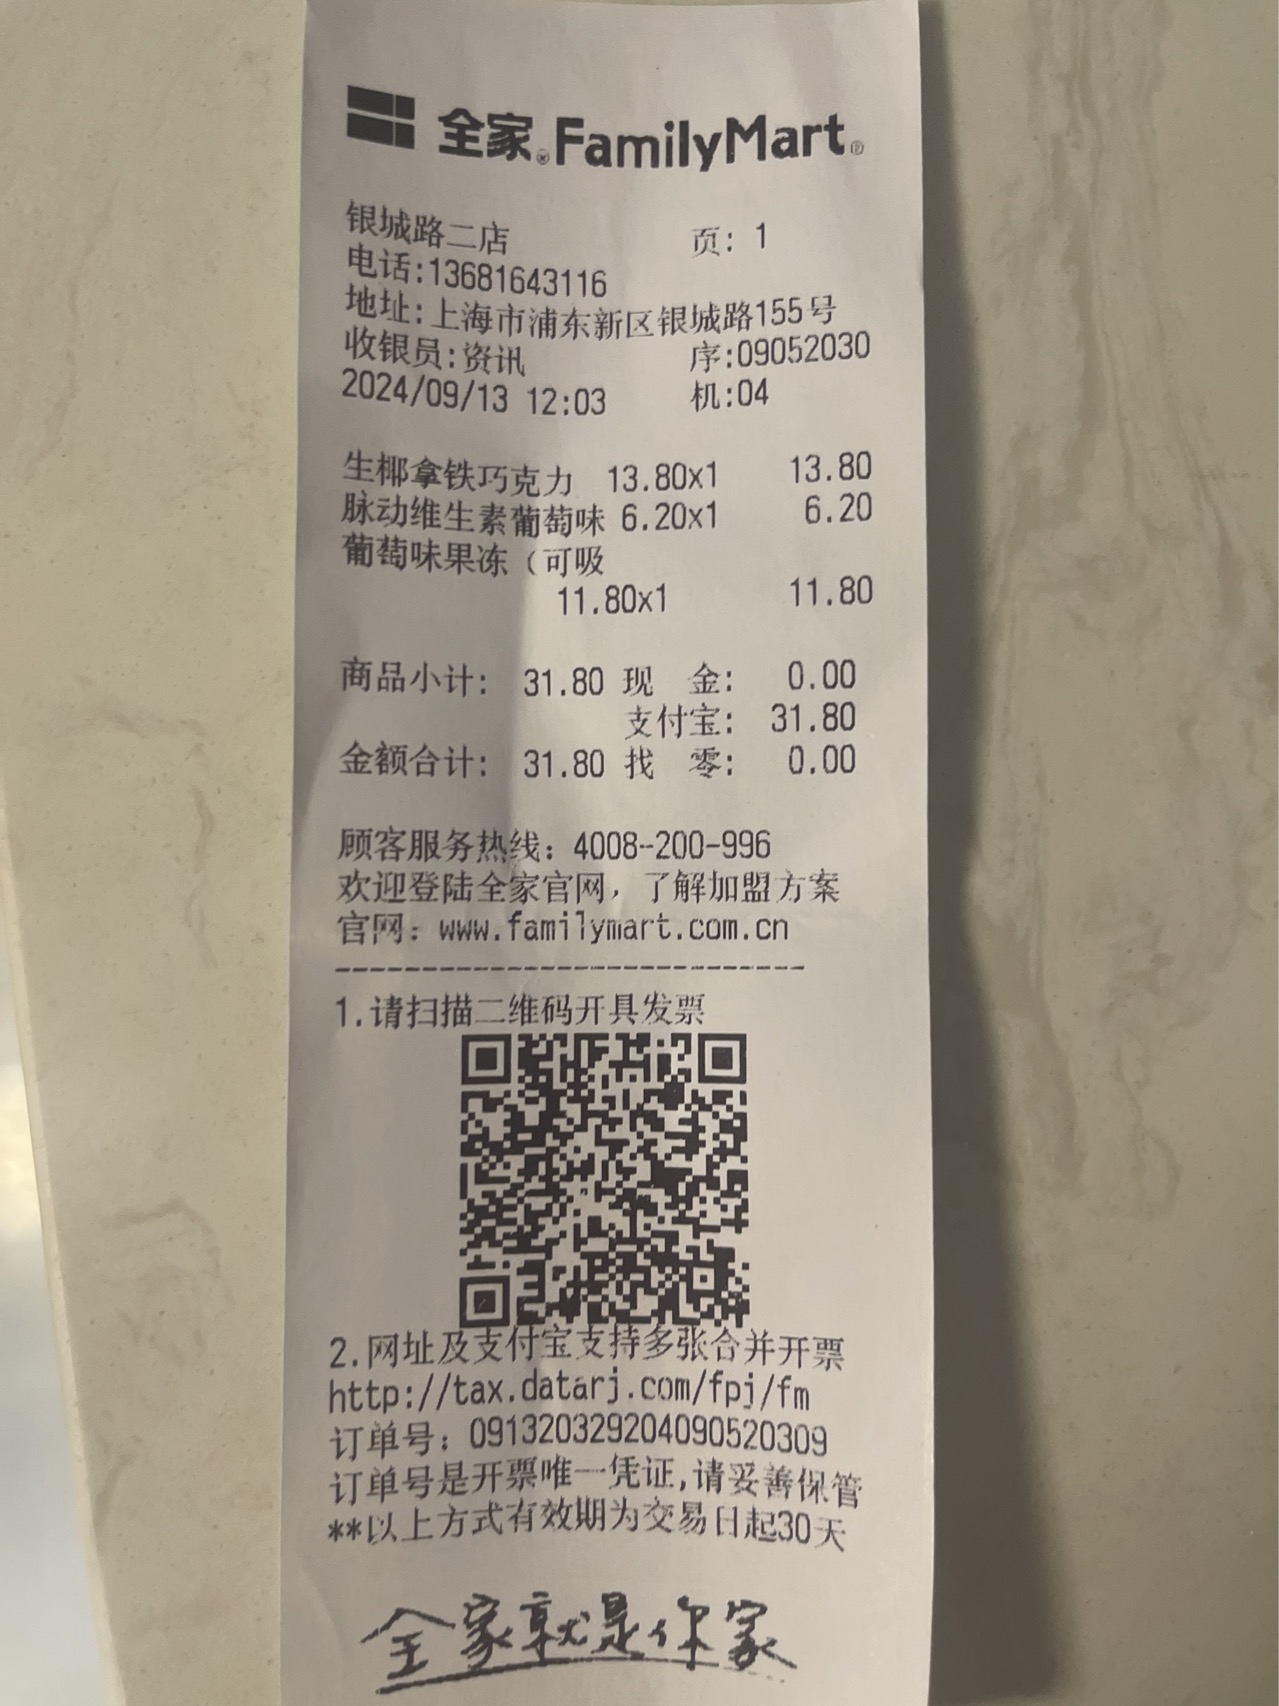 全家®FamilyMart®
银城路二店 页: 1
电话:13681643116
地址:上海市浦东新区银城路155号
收银员:资讯 序:09052030
2024/09/13 12:03 机:04
生椰拿铁巧克力 13.80x1 13.80
脉动维生素葡萄味 6.20x1 6.20
葡萄味果冻（可吸
11.80x1 11.80
商品小计: 31.80 现 金: 0.00
支付宝: 31.80
金额合计: 31.80 找 零: 0.00
顾客服务热线: 4008-200-996
欢迎登陆全家官网，了解加盟方案
官网: www.familymart.com.cn
----------------------------
1.请扫描二维码开具发票
2.网址及支付宝支持多张合并开票
http://tax.datarj.com/fpj/fm
订单号: 091320329204090520309
订单号是开票唯一凭证,请妥善保管
**以上方式有效期为交易日起30天
全家就是你家